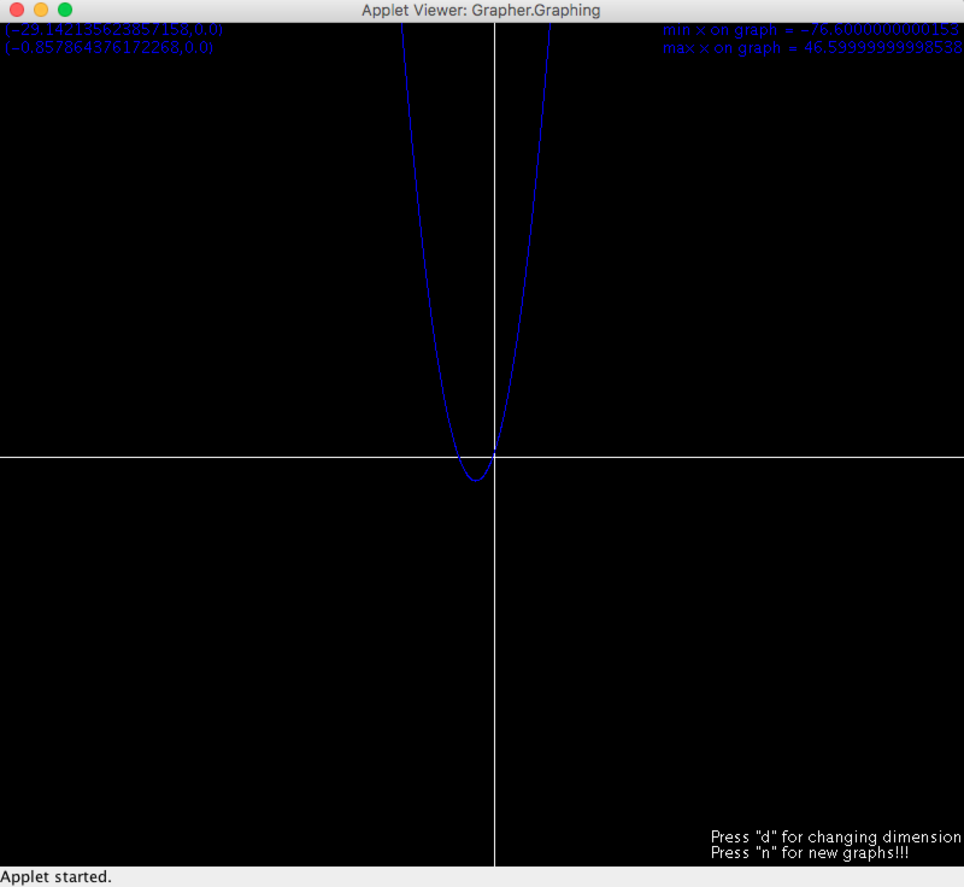 Applet Viewer: Grapher.Graphing
(-29.142135623857158,0.0)
(-0.857864376172268,0.0)
min x on graph = -76.6000000000153
max x on graph = 46.59999999998538
Press "d" for changing dimension
Press "n" for new graphs!!!
Applet started.